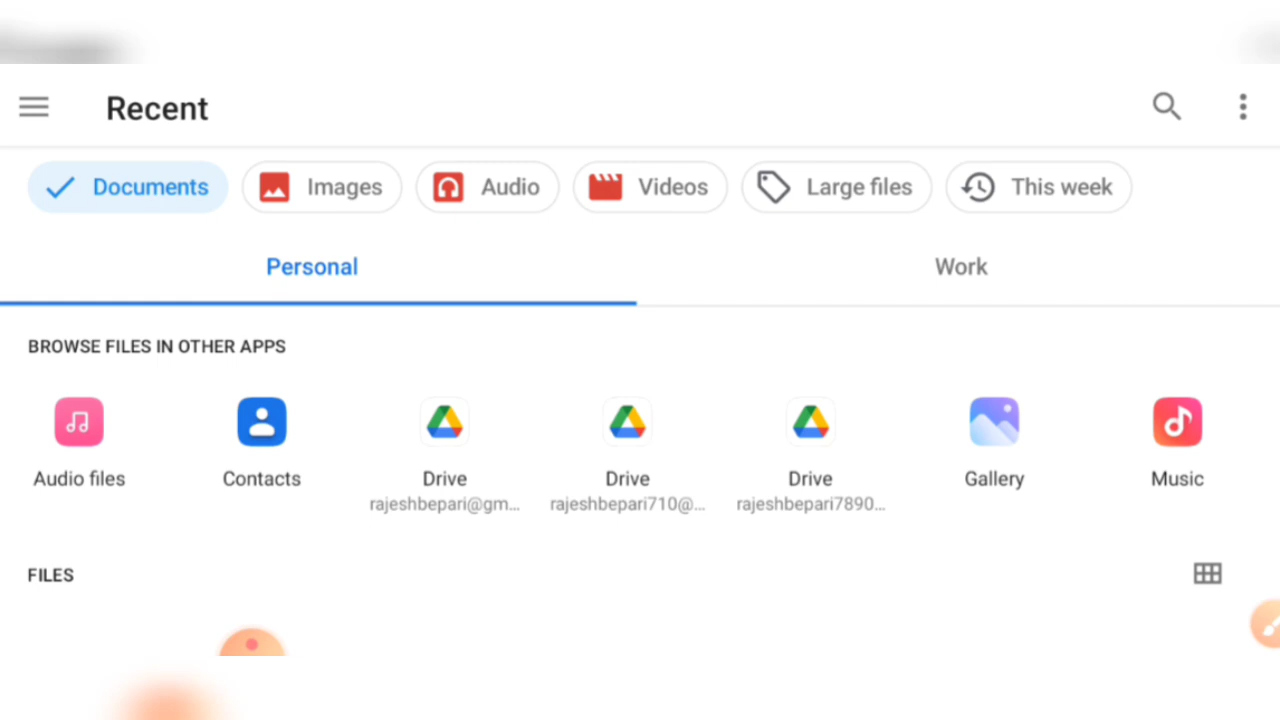 Recent
Documents Images Audio Videos Large files This week
Personal Work
BROWSE FILES IN OTHER APPS
Audio files Contacts Drive Drive Drive Gallery Music
rajeshbepari@gm... rajeshbepari710@... rajeshbepari7890...
FILES